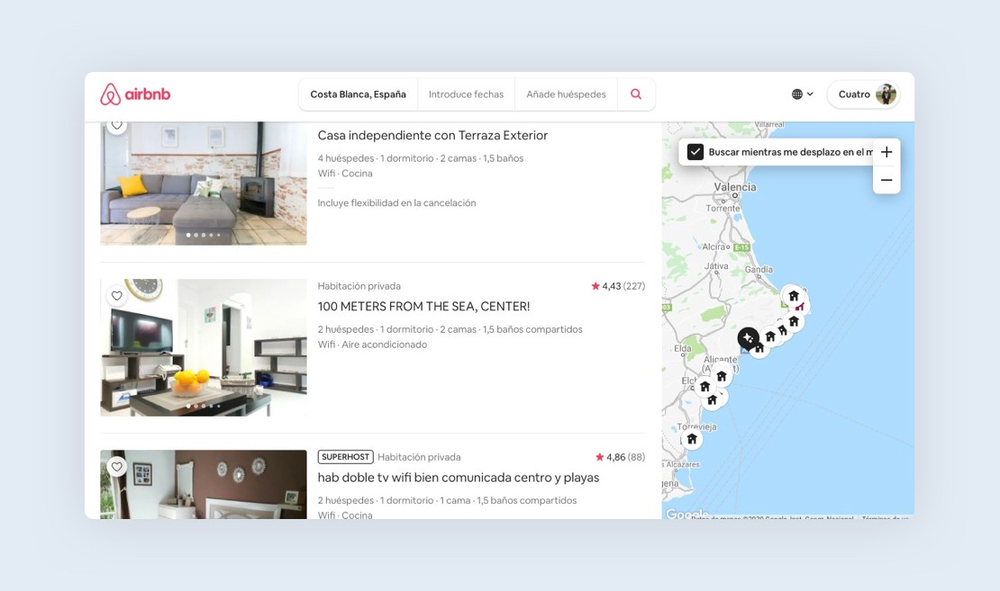 airbnb
Costa Blanca, España
Introduce fechas
Añade huéspedes
Cuatro
Casa independiente con Terraza Exterior
4 huéspedes · 1 dormitorio · 2 camas · 1,5 baños
Wifi · Cocina
Incluye flexibilidad en la cancelación
Habitación privada
4,43 (227)
100 METERS FROM THE SEA, CENTER!
2 huéspedes · 1 dormitorio · 2 camas · 1,5 baños compartidos
Wifi · Aire acondicionado
SUPERHOST Habitación privada
4,86 (88)
hab doble tv wifi bien comunicada centro y playas
2 huéspedes · 1 dormitorio · 1 cama · 1,5 baños compartidos
Wifi · Cocina
Villarreal
Buscar mientras me desplazo en el m
Valencia
Torrente
Alcira
E-15
Játiva
Gandia
Elda
Alicante
Elc
Torrevieja
s Alcazares
gena
Google
Datos de mapas ©2020 Google, Inst. Geogr. Nacional
Términos de us